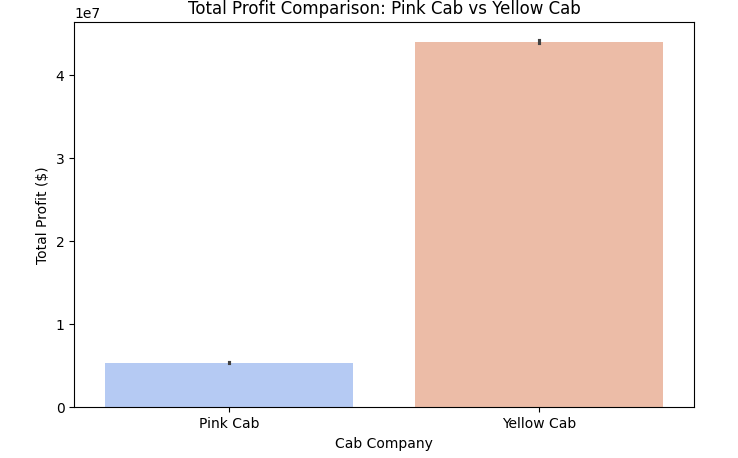 Total Profit Comparison: Pink Cab vs Yellow Cab
1e7
4
3
2
1
0
Total Profit ($)
Pink Cab
Yellow Cab
Cab Company